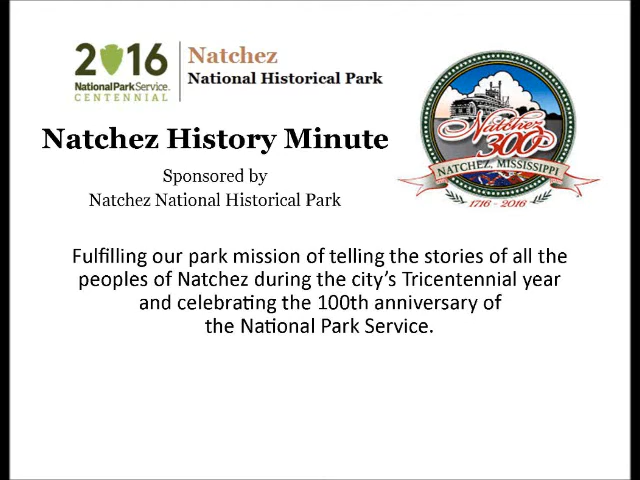 2016
National Park Service™
CENTENNIAL
Natchez
National Historical Park
Natchez History Minute
Sponsored by
Natchez National Historical Park
Natchez
300
NATCHEZ, MISSISSIPPI
1716 - 2016
Fulfilling our park mission of telling the stories of all the
peoples of Natchez during the city’s Tricentennial year
and celebrating the 100th anniversary of
the National Park Service.